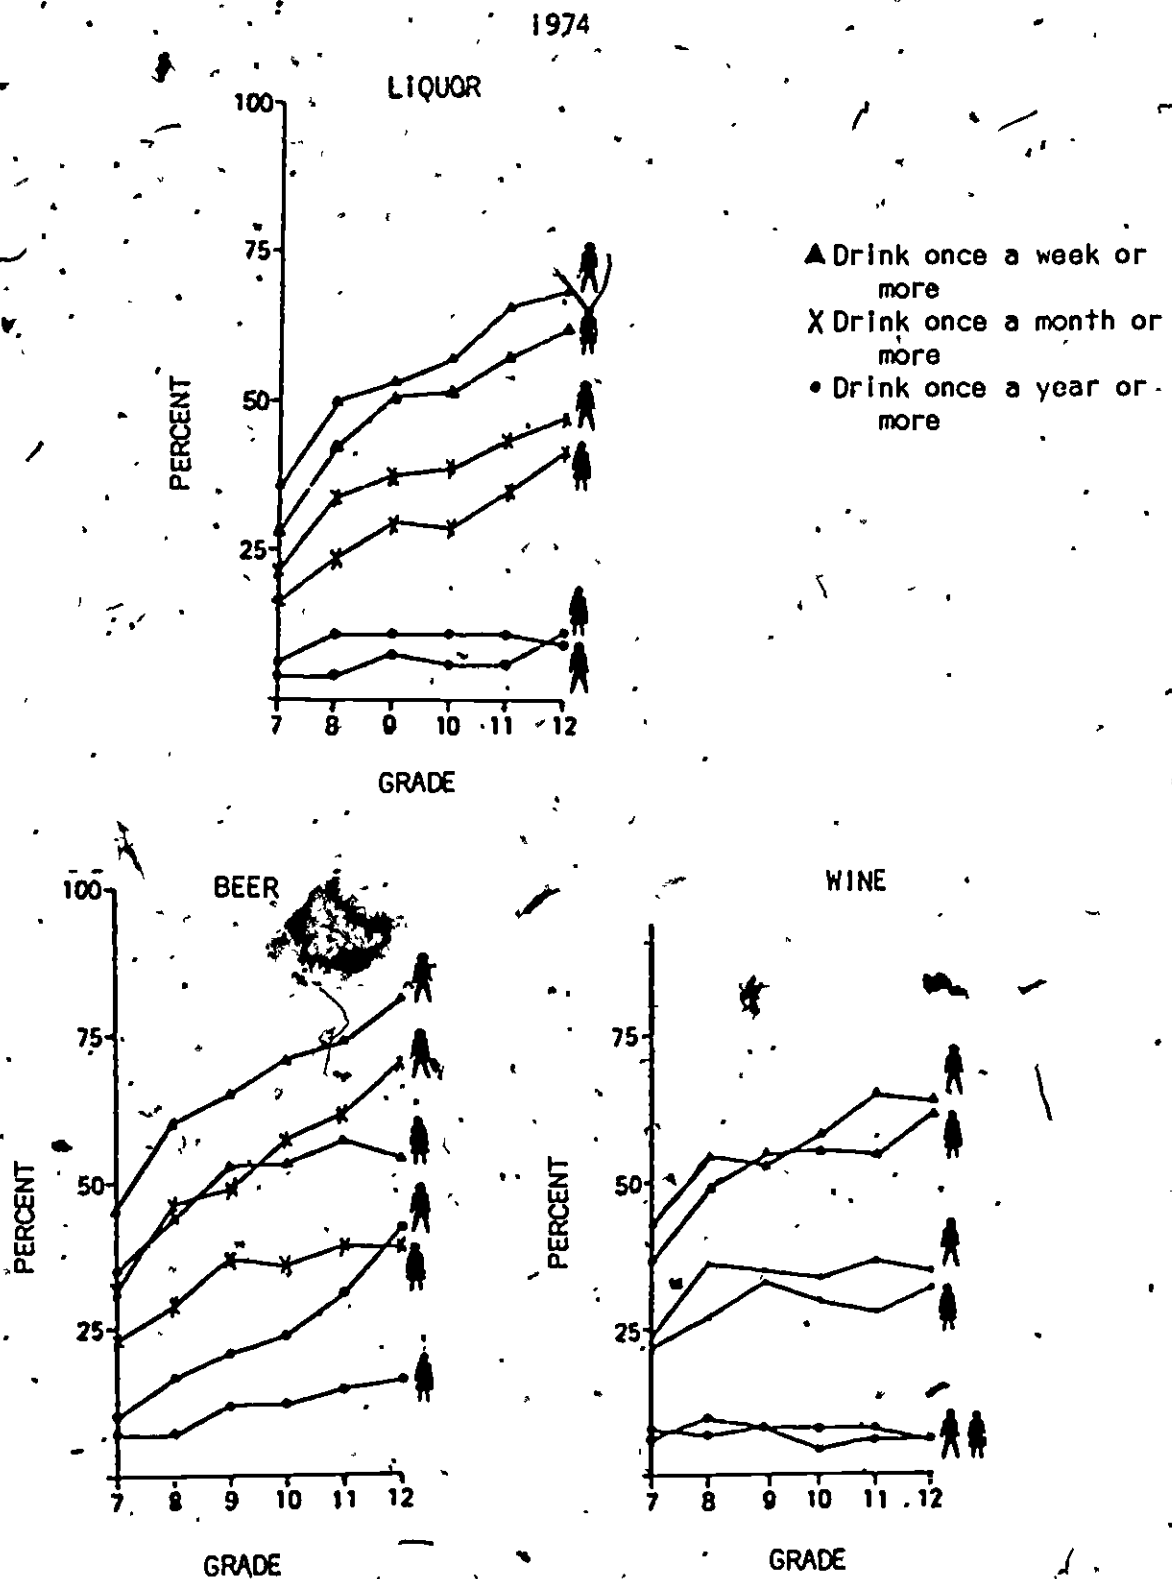 1974
LIQUOR
100
75
50
25
PERCENT
7 8 9 10 11 12
GRADE
▲ Drink once a week or
more
X Drink once a month or
more
• Drink once a year or
more
BEER
100
75
50
25
PERCENT
7 8 9 10 11 12
GRADE
WINE
75
50
25
PERCENT
7 8 9 10 11 12
GRADE